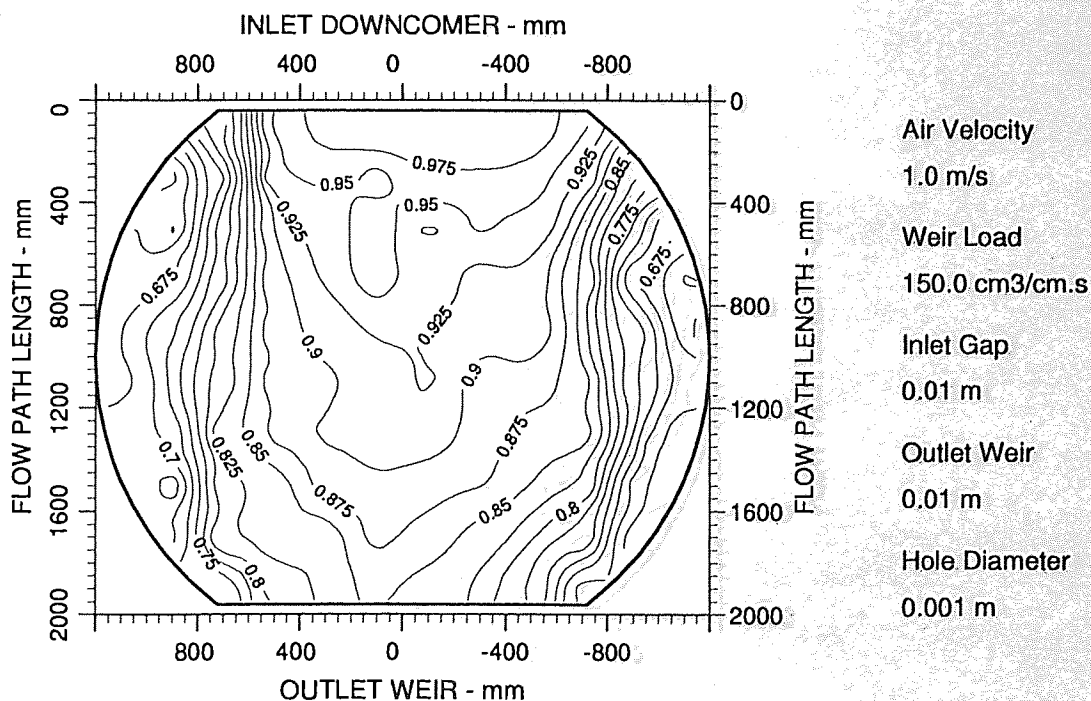 INLET DOWNCOMER - mm
800 400 0 -400 -800
0 400 800 1200 1600 2000
FLOW PATH LENGTH - mm
0.975
0.95
0.95
0.925
0.925
0.85
0.775
0.675
0.675
0.925
0.9
0.9
0.875
0.7
0.825
0.85
0.875
0.85
0.8
0.75
0.8
0 400 800 1200 1600 2000
FLOW PATH LENGTH - mm
800 400 0 -400 -800
OUTLET WEIR - mm
Air Velocity
1.0 m/s
Weir Load
150.0 cm3/cm.s
Inlet Gap
0.01 m
Outlet Weir
0.01 m
Hole Diameter
0.001 m